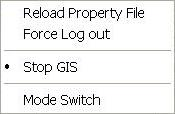 Reload Property File
Force Log out
Stop GIS
Mode Switch